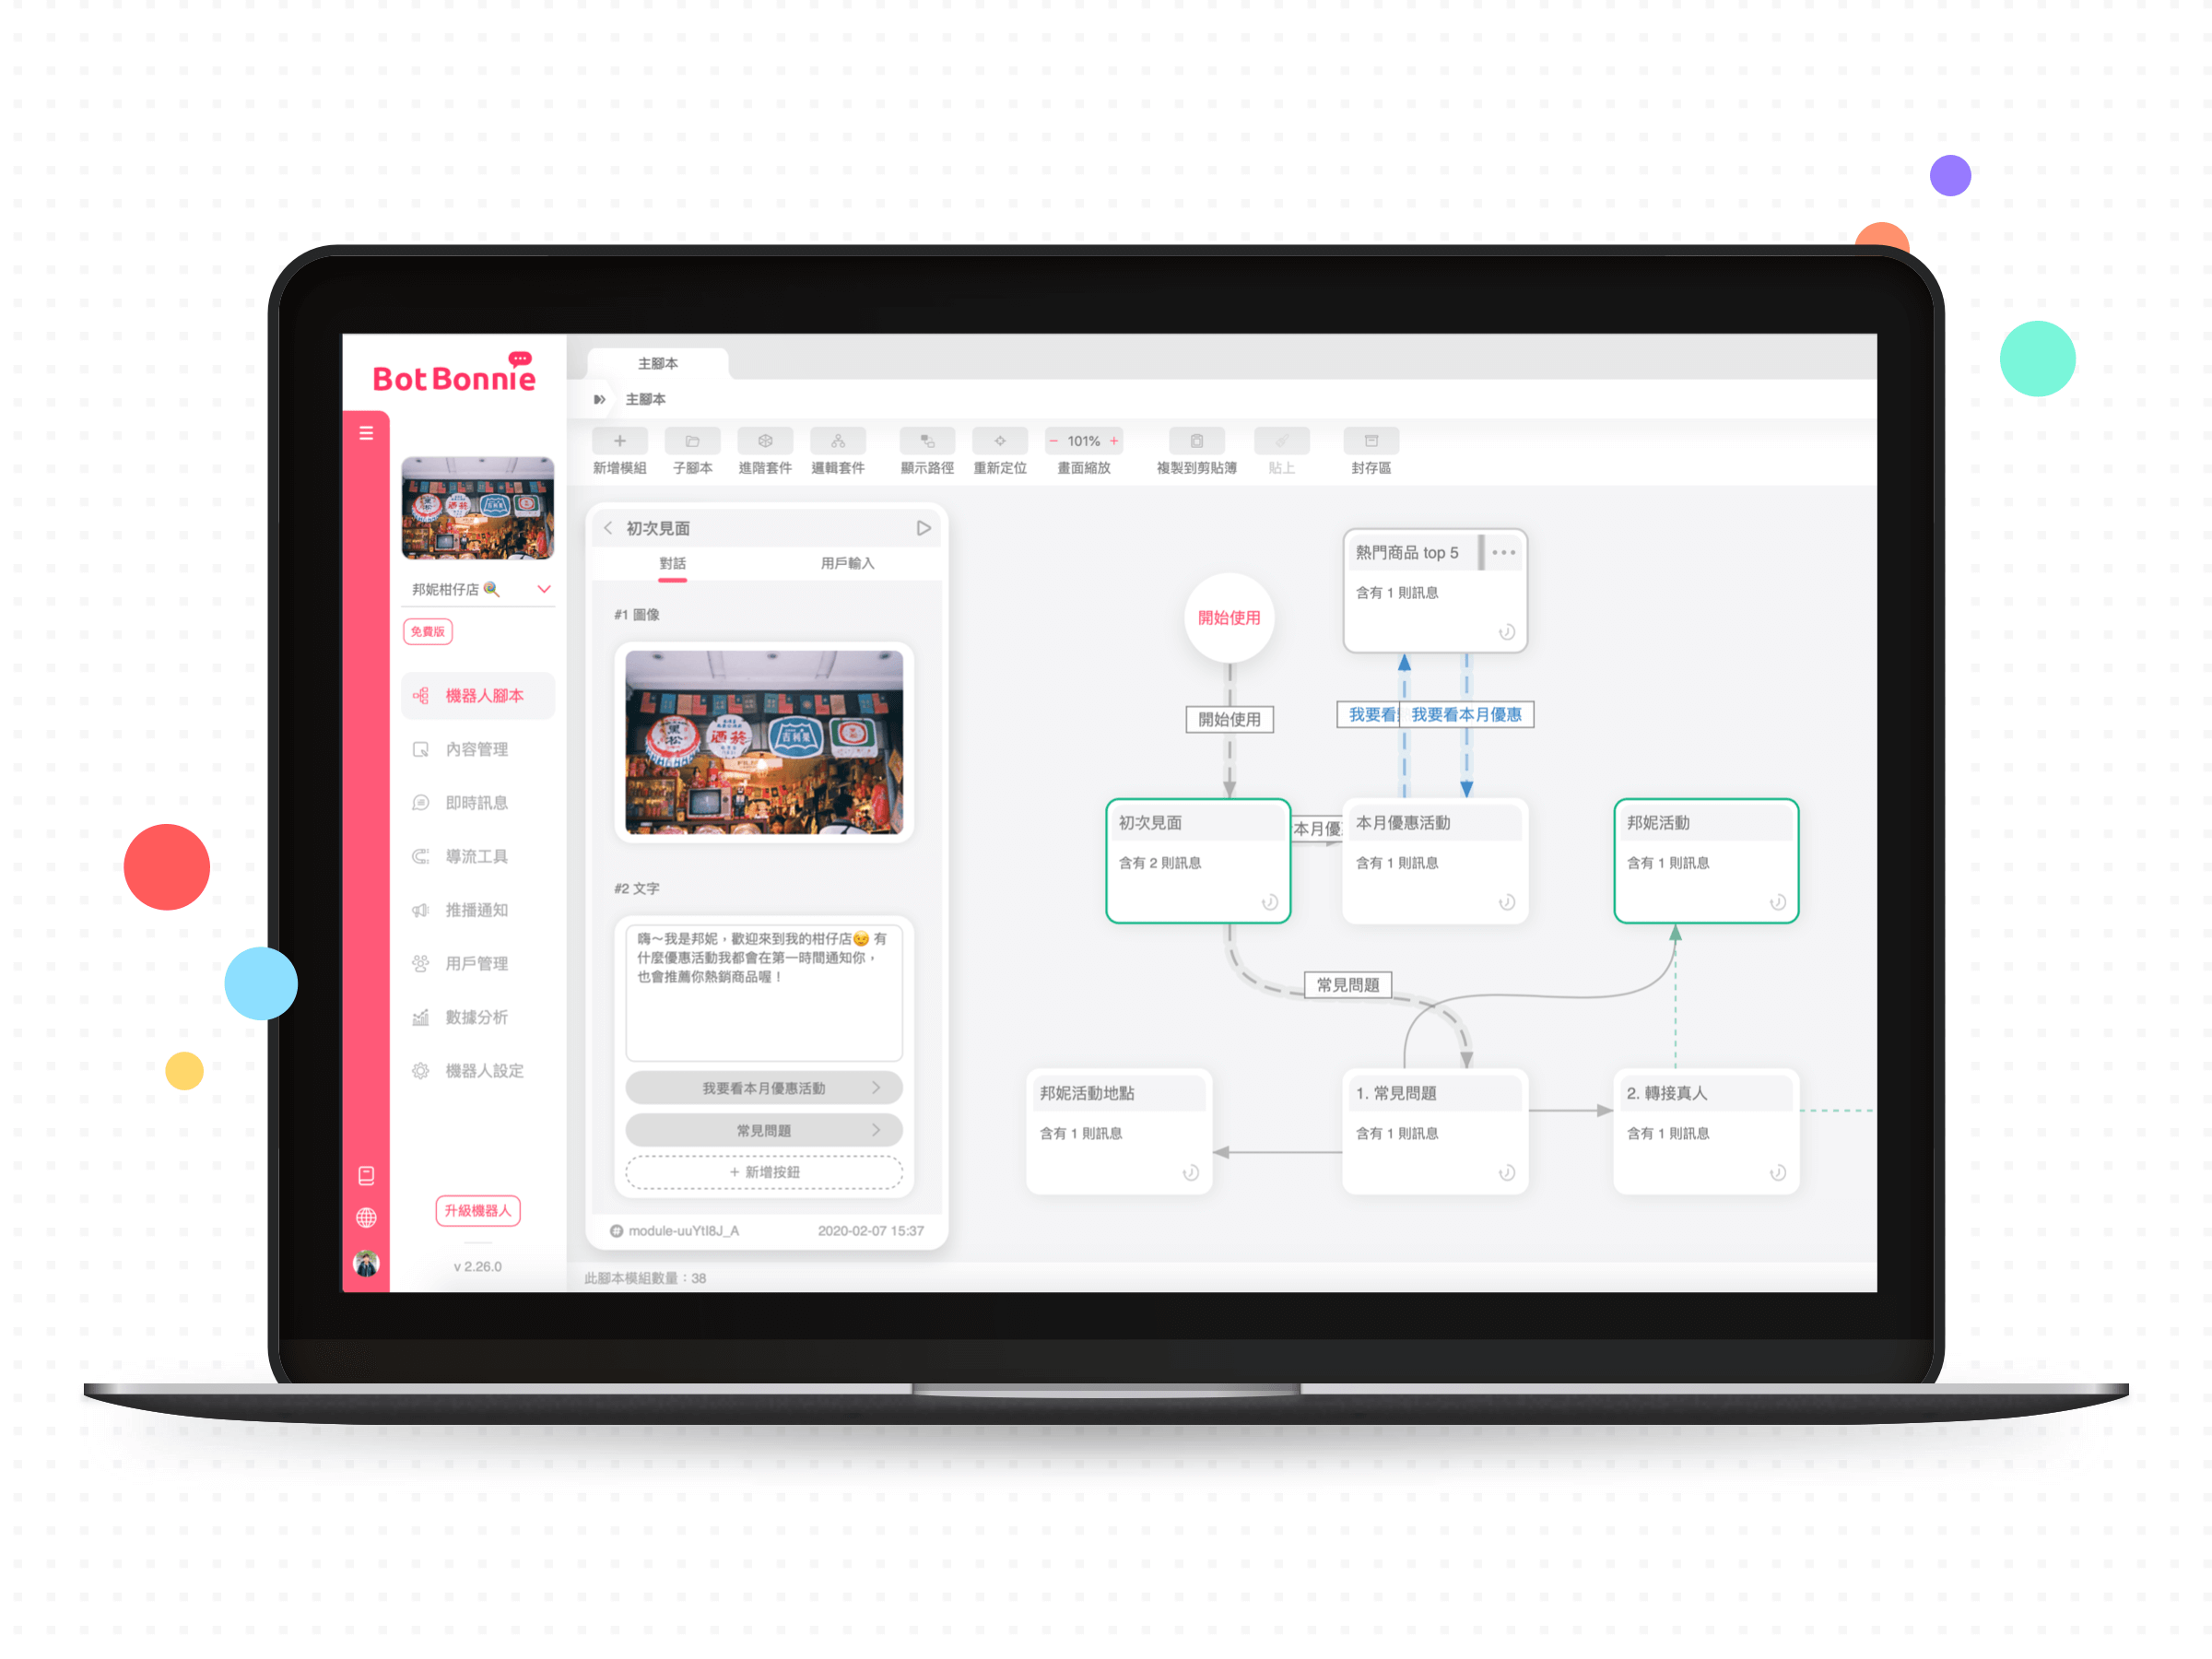 BotBonnie
主腳本
主腳本
新增模組
子腳本
進階套件
邏輯套件
顯示路徑
重新定位
− 101% +
畫面縮放
複製到剪貼簿
貼上
封存區
邦妮柑仔店
免費版
機器人腳本
內容管理
即時訊息
導流工具
推播通知
用戶管理
數據分析
機器人設定
升級機器人
v 2.26.0
初次見面
對話
用戶輸入
#1 圖像
黑松
酒菸
吉利果
#2 文字
嗨～我是邦妮，歡迎來到我的柑仔店🤓 有
什麼優惠活動我都會在第一時間通知你，
也會推薦你熱銷商品喔！
我要看本月優惠活動
常見問題
+ 新增按鈕
module-uuYtI8J_A
2020-02-07 15:37
此腳本模組數量：38
開始使用
開始使用
熱門商品 top 5
含有 1 則訊息
我要看
我要看本月優惠
初次見面
含有 2 則訊息
本月優
本月優惠活動
含有 1 則訊息
邦妮活動
含有 1 則訊息
常見問題
邦妮活動地點
含有 1 則訊息
1. 常見問題
含有 1 則訊息
2. 轉接真人
含有 1 則訊息